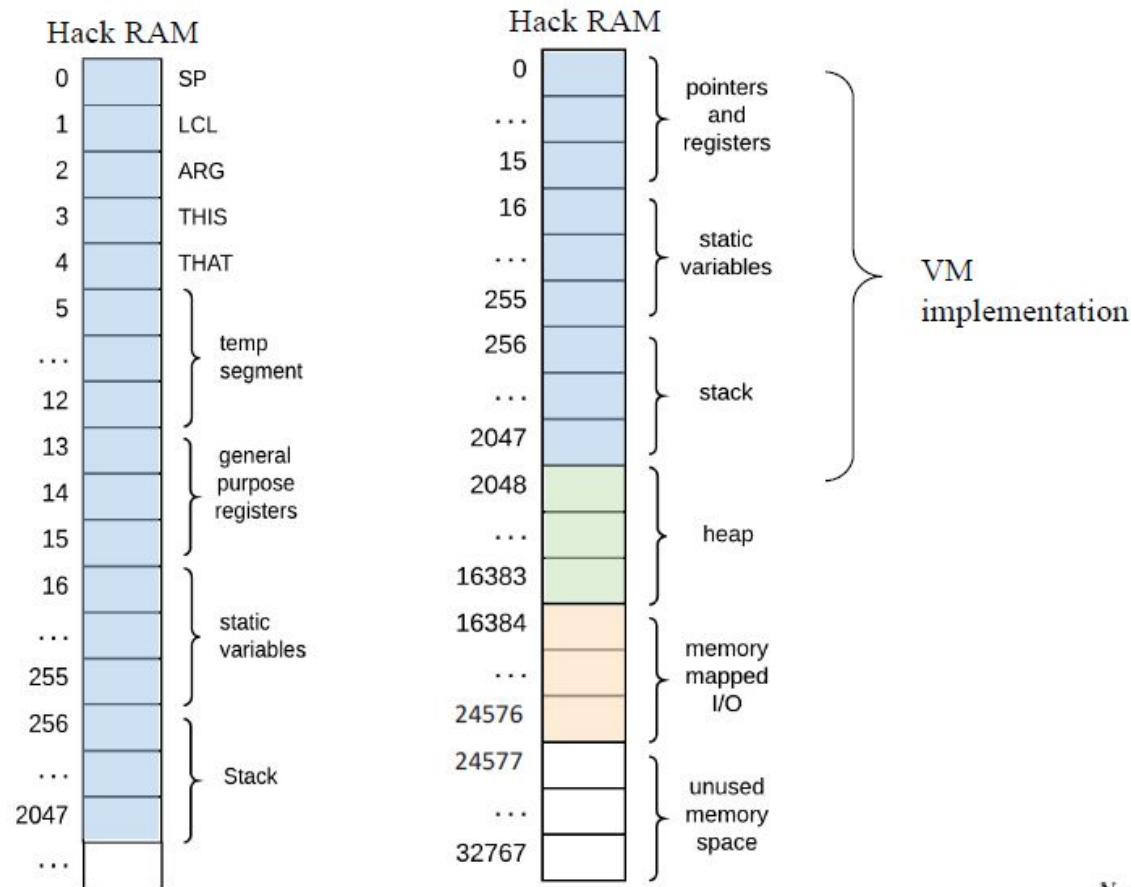 Hack RAM
0 SP
1 LCL
2 ARG
3 THIS
4 THAT
5
...
12
temp
segment
13
14
15
general
purpose
registers
16
...
255
static
variables
256
...
2047
Stack
...
Hack RAM
0
...
15
pointers
and
registers
16
...
255
static
variables
256
...
2047
stack
2048
...
16383
heap
16384
...
24576
memory
mapped
I/O
24577
...
32767
unused
memory
space
VM
implementation